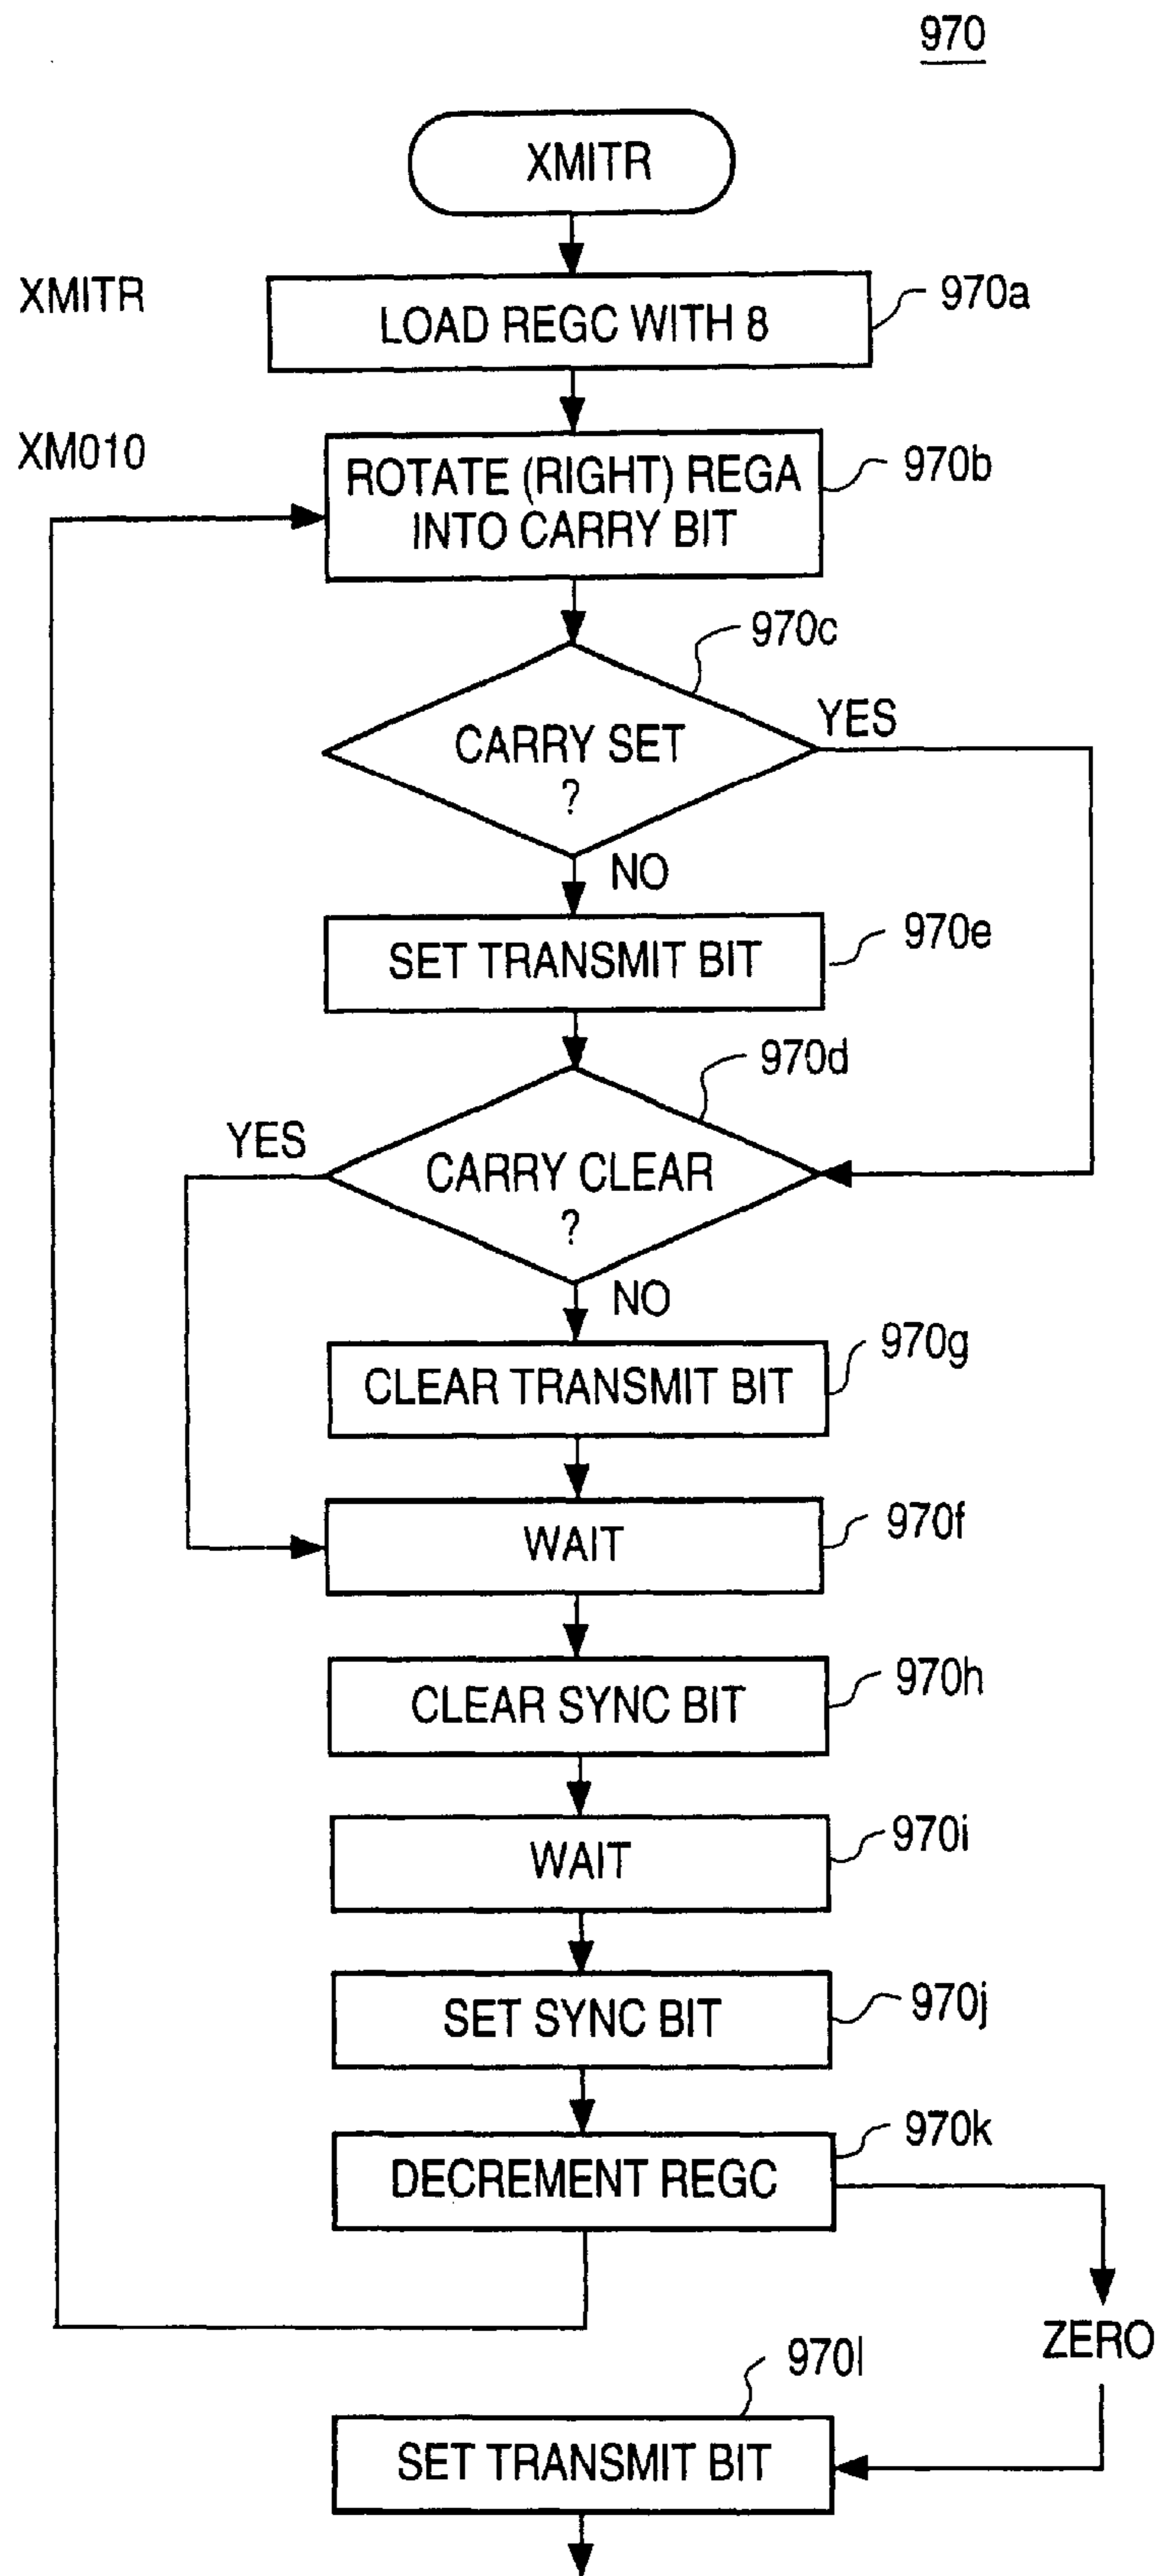 970
XMITR
XMITR
LOAD REGC WITH 8
970a
XM010
ROTATE (RIGHT) REGA
INTO CARRY BIT
970b
970c
CARRY SET
?
YES
NO
SET TRANSMIT BIT
970e
970d
YES
CARRY CLEAR
?
NO
970g
CLEAR TRANSMIT BIT
WAIT
970f
CLEAR SYNC BIT
970h
WAIT
970i
SET SYNC BIT
970j
DECREMENT REGC
970k
ZERO
970l
SET TRANSMIT BIT